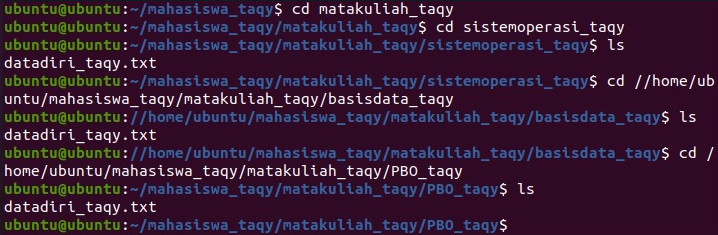 ubuntu@ubuntu:~/mahasiswa_taqy$ cd matakuliah_taqy
ubuntu@ubuntu:~/mahasiswa_taqy/matakuliah_taqy$ cd sistemoperasi_taqy
ubuntu@ubuntu:~/mahasiswa_taqy/matakuliah_taqy/sistemoperasi_taqy$ ls
datadiri_taqy.txt
ubuntu@ubuntu:~/mahasiswa_taqy/matakuliah_taqy/sistemoperasi_taqy$ cd //home/ub
untu/mahasiswa_taqy/matakuliah_taqy/basisdata_taqy
ubuntu@ubuntu://home/ubuntu/mahasiswa_taqy/matakuliah_taqy/basisdata_taqy$ ls
datadiri_taqy.txt
ubuntu@ubuntu://home/ubuntu/mahasiswa_taqy/matakuliah_taqy/basisdata_taqy$ cd /
home/ubuntu/mahasiswa_taqy/matakuliah_taqy/PBO_taqy
ubuntu@ubuntu:~/mahasiswa_taqy/matakuliah_taqy/PBO_taqy$ ls
datadiri_taqy.txt
ubuntu@ubuntu:~/mahasiswa_taqy/matakuliah_taqy/PBO_taqy$